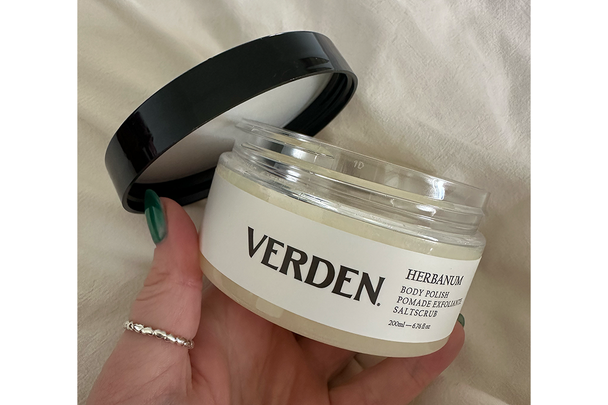 VERDEN.
HERBANUM
BODY POLISH
POMADE EXFOLIANTE
SALTSCRUB
200ml — 6.76 fl oz